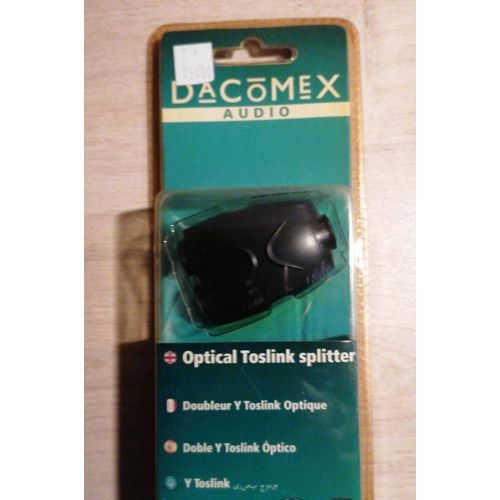 DACOMEX
AUDIO
Optical Toslink splitter
Doubleur Y Toslink Optique
Doble Y Toslink Óptico
Y Toslink